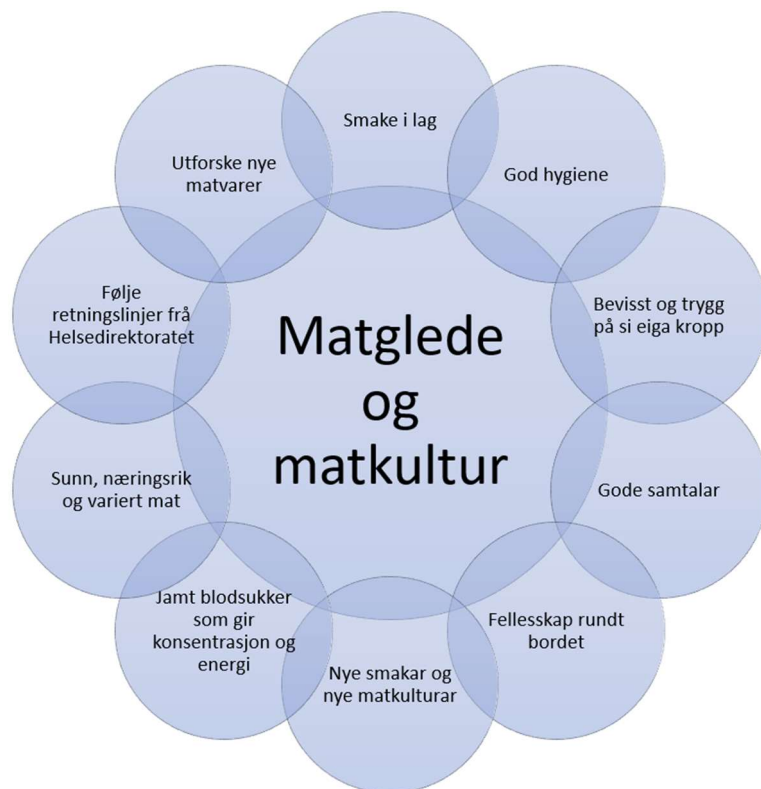 Matglede
og
matkultur
Smake i lag
God hygiene
Bevisst og trygg
på si eiga kropp
Gode samtalar
Fellesskap rundt
bordet
Nye smakar og
nye matkulturar
Jamt blodsukker
som gir
konsentrasjon og
energi
Sunn, næringsrik
og variert mat
Følje
retningslinjer frå
Helsedirektoratet
Utforske nye
matvarer